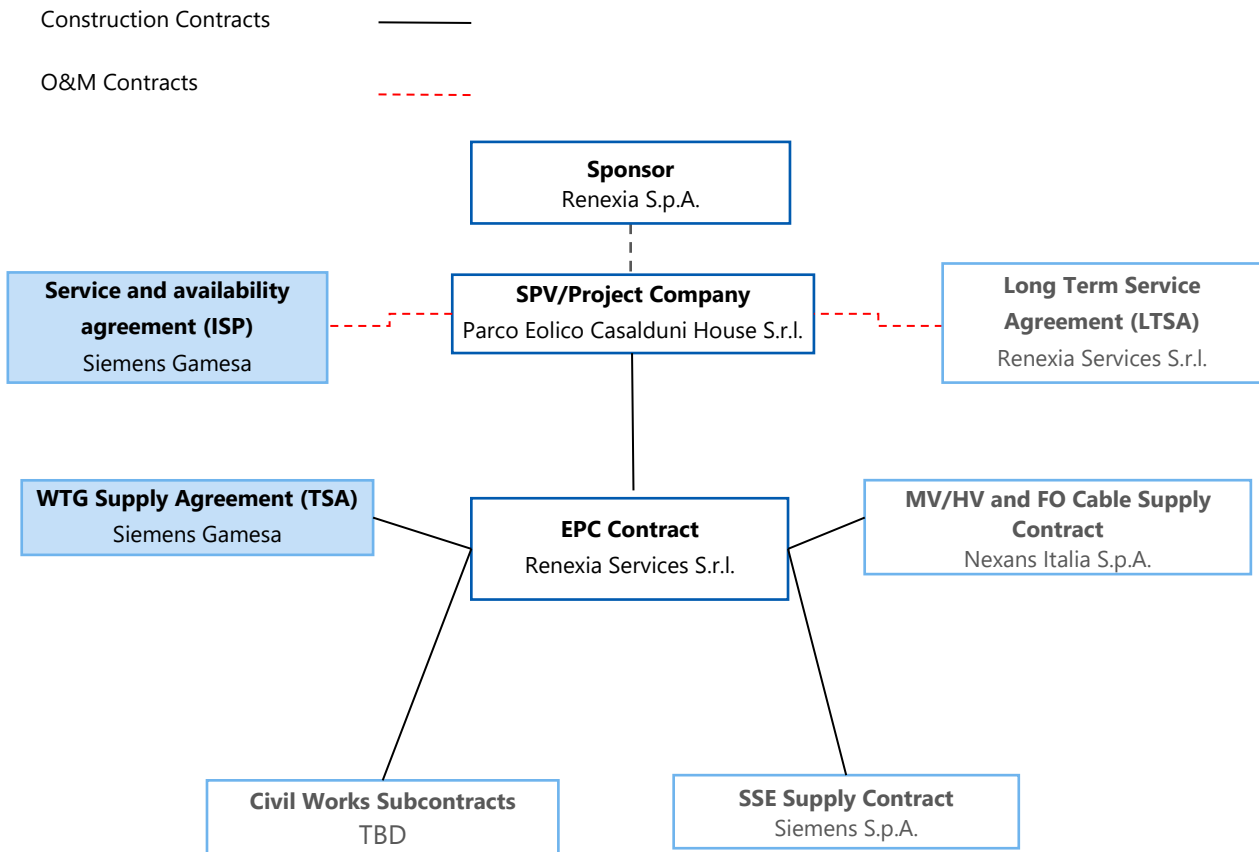 Construction Contracts
O&M Contracts
Sponsor
Renexia S.p.A.
Service and availability
agreement (ISP)
Siemens Gamesa
SPV/Project Company
Parco Eolico Casalduni House S.r.l.
Long Term Service
Agreement (LTSA)
Renexia Services S.r.l.
WTG Supply Agreement (TSA)
Siemens Gamesa
EPC Contract
Renexia Services S.r.l.
MV/HV and FO Cable Supply
Contract
Nexans Italia S.p.A.
Civil Works Subcontracts
TBD
SSE Supply Contract
Siemens S.p.A.